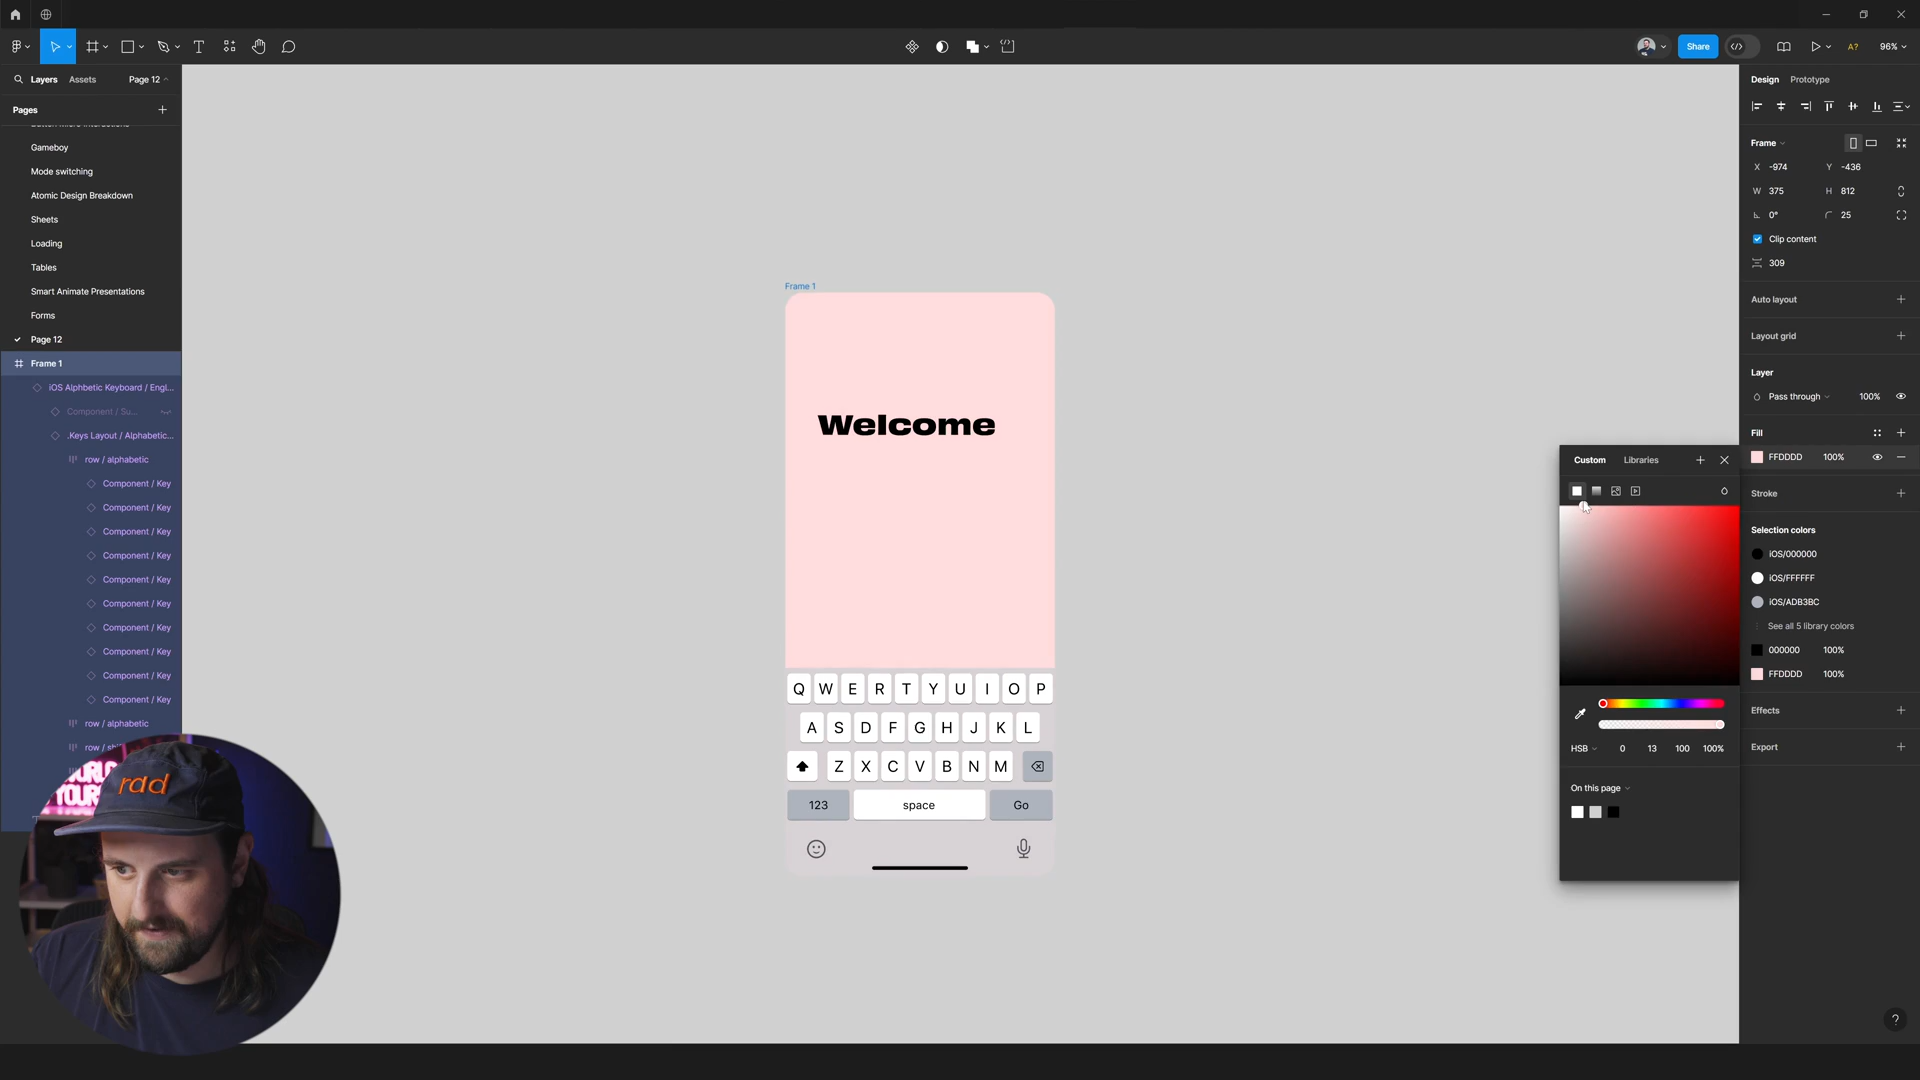 Share
96%
Layers
Assets
Page 12
Pages
Gameboy
Mode switching
Atomic Design Breakdown
Sheets
Loading
Tables
Smart Animate Presentations
Forms
Page 12
Frame 1
iOS Alphbetic Keyboard / Engl...
Component / Su...
.Keys Layout / Alphabetic...
row / alphabetic
Component / Key
Component / Key
Component / Key
Component / Key
Component / Key
Component / Key
Component / Key
Component / Key
Component / Key
Component / Key
row / alphabetic
rad
Frame 1
Welcome
Q W E R T Y U I O P
A S D F G H J K L
Z X C V B N M
123 space Go
Custom
Libraries
HSB 0 13 100 100%
On this page
Design
Prototype
Frame
X -974 Y -436
W 375 H 812
0° 25
Clip content
309
Auto layout
Layout grid
Layer
Pass through 100%
Fill
FFDDDD 100%
Stroke
Selection colors
iOS/000000
iOS/FFFFFF
iOS/ADB3BC
See all 5 library colors
000000 100%
FFDDDD 100%
Effects
Export
A?
?